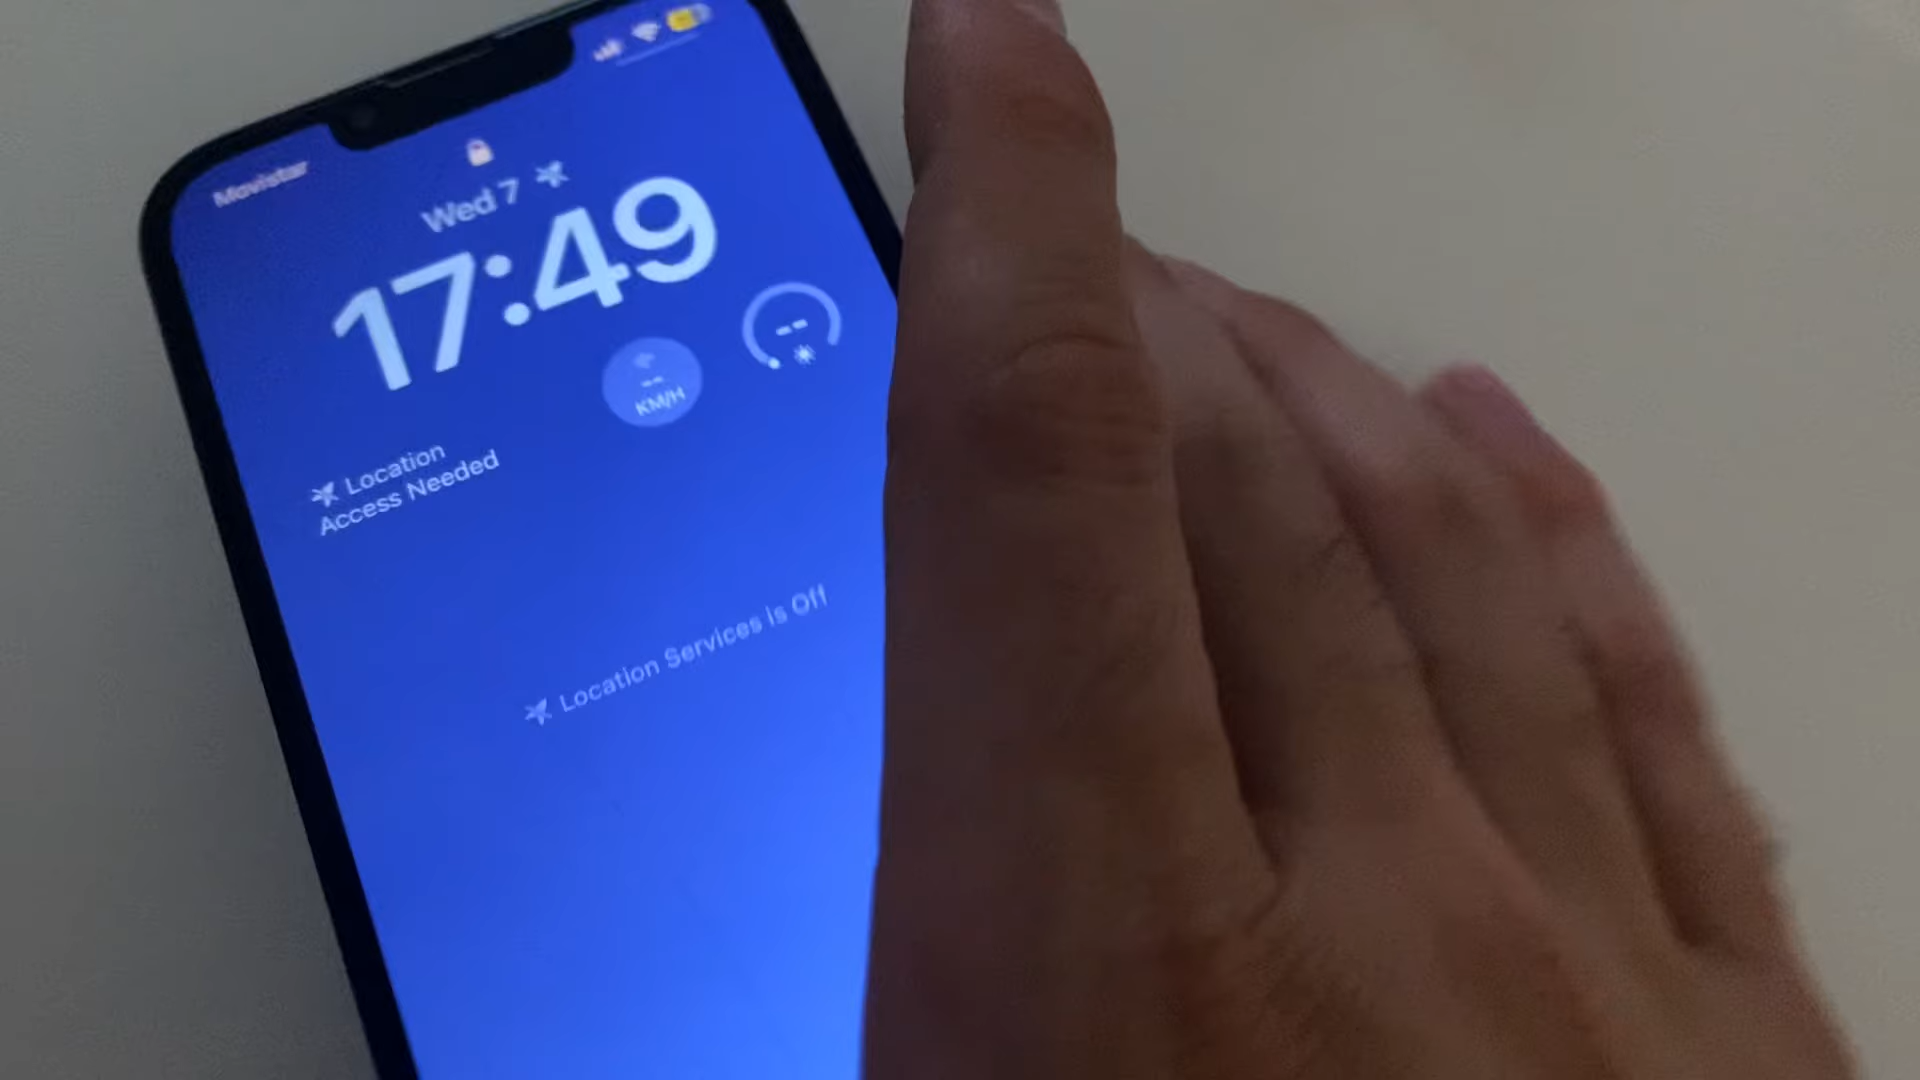 Movistar
Wed 7
17:49
--
KM/H
--
Location
Access Needed
Location Services is Off